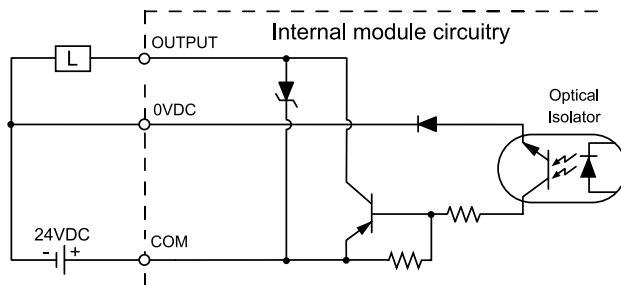 Internal module circuitry
OUTPUT
L
0VDC
Optical
Isolator
24VDC
- +
COM